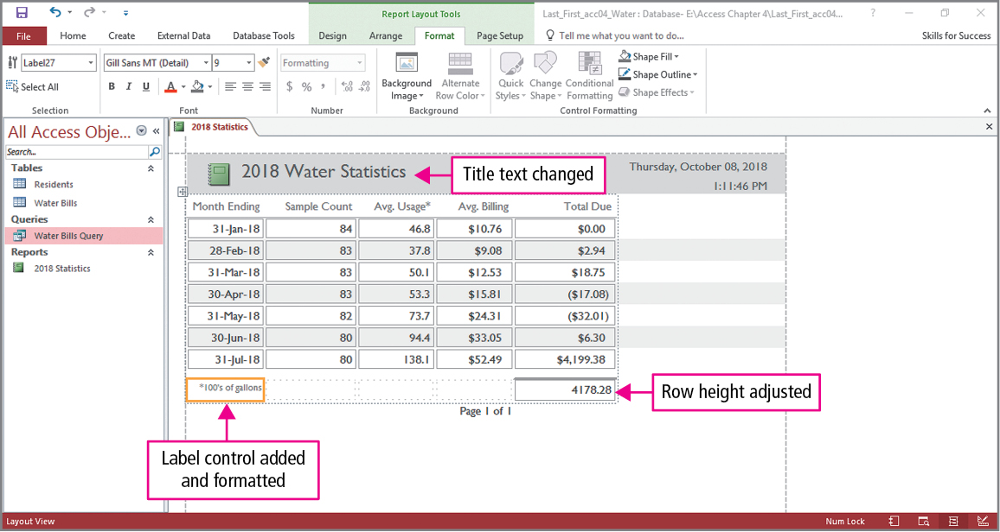 Report Layout Tools
Last_First_acc04_Water : Database- E:\Access Chapter 4\Last_First_acc04...
?
File Home Create External Data Database Tools Design Arrange Format Page Setup Tell me what you want to do... Skills for Success
Label27
Select All
Selection
Gill Sans MT (Detail) 9
B I U A
Font
Formatting
$ % , .00 .00
Number
Background Image
Alternate Row Color
Background
Quick Styles
Change Shape
Conditional Formatting
Shape Fill
Shape Outline
Shape Effects
Control Formatting
All Access Obje...
Search...
Tables
Residents
Water Bills
Queries
Water Bills Query
Reports
2018 Statistics
2018 Statistics
2018 Water Statistics
Title text changed
Thursday, October 08, 2018
1:11:46 PM
Month Ending Sample Count Avg. Usage* Avg. Billing Total Due
31-Jan-18 84 46.8 $10.76 $0.00
28-Feb-18 83 37.8 $9.08 $2.94
31-Mar-18 83 50.1 $12.53 $18.75
30-Apr-18 83 53.3 $15.81 ($17.08)
31-May-18 82 73.7 $24.31 ($32.01)
30-Jun-18 80 94.4 $33.05 $6.30
31-Jul-18 80 138.1 $52.49 $4,199.38
*100's of gallons 4178.28
Row height adjusted
Page 1 of 1
Label control added
and formatted
Layout View Num Lock